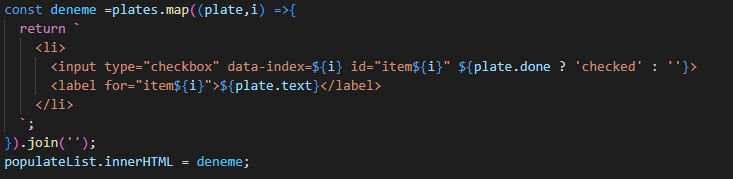 const deneme =plates.map((plate,i) =>{
return `
<li>
<input type="checkbox" data-index=${i} id="item${i}" ${plate.done ? 'checked' : ''}>
<label for="item${i}">${plate.text}</label>
</li>
`;
}).join('');
populateList.innerHTML = deneme;